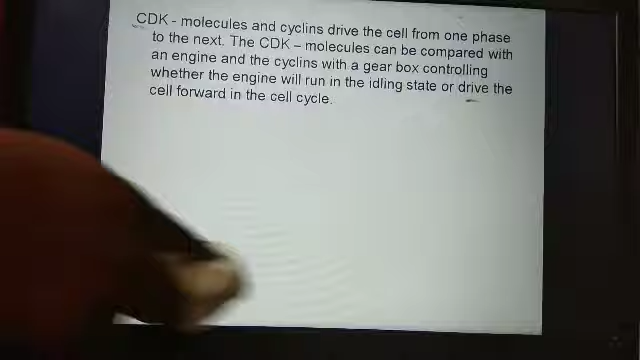 CDK - molecules and cyclins drive the cell from one phase
to the next. The CDK – molecules can be compared with
an engine and the cyclins with a gear box controlling
whether the engine will run in the idling state or drive the
cell forward in the cell cycle.